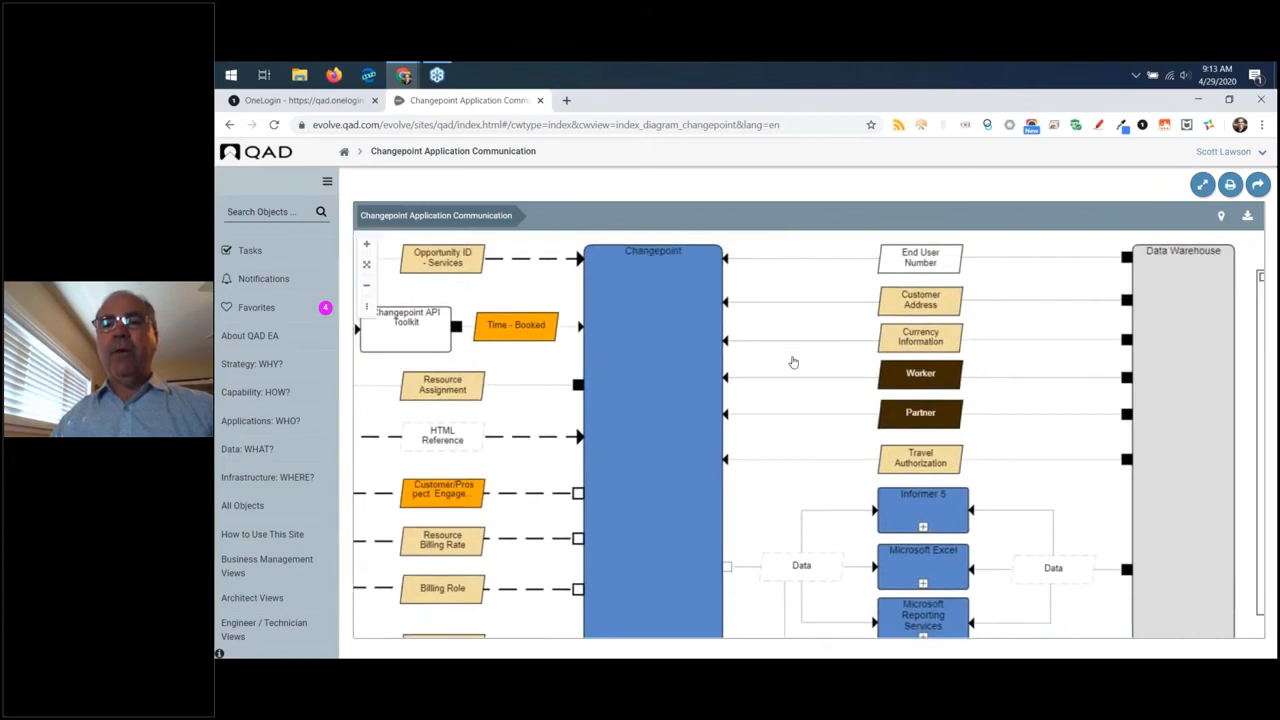 9:13 AM
4/29/2020
OneLogin - https://qad.onelogin
Changepoint Application Comm
evolve.qad.com/evolve/sites/qad/index.html#/cwtype=index&cwview=index_diagram_changepoint&lang=en
New
QAD
Changepoint Application Communication
Scott Lawson
Search Objects ...
Tasks
Notifications
Favorites
4
About QAD EA
Strategy: WHY?
Capability: HOW?
Applications: WHO?
Data: WHAT?
Infrastructure: WHERE?
All Objects
How to Use This Site
Business Management
Views
Architect Views
Engineer / Technician
Views
Changepoint Application Communication
Opportunity ID
- Services
Changepoint API
Toolkit
Time - Booked
Resource
Assignment
HTML
Reference
Customer/Pros
pect Engage...
Resource
Billing Rate
Billing Role
Changepoint
End User
Number
Customer
Address
Currency
Information
Worker
Partner
Travel
Authorization
Informer 5
Data
Microsoft Excel
Data
Microsoft
Reporting
Services
Data Warehouse